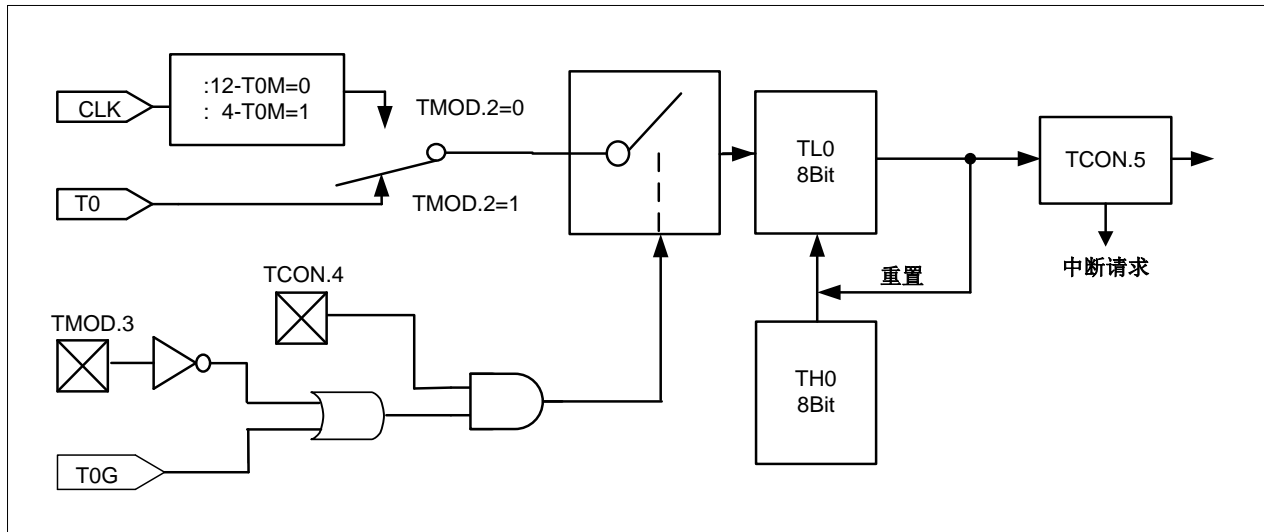 :12-T0M=0
: 4-T0M=1
CLK
TMOD.2=0
T0
TMOD.2=1
TL0
8Bit
TCON.5
中断请求
重置
TCON.4
TMOD.3
TH0
8Bit
T0G